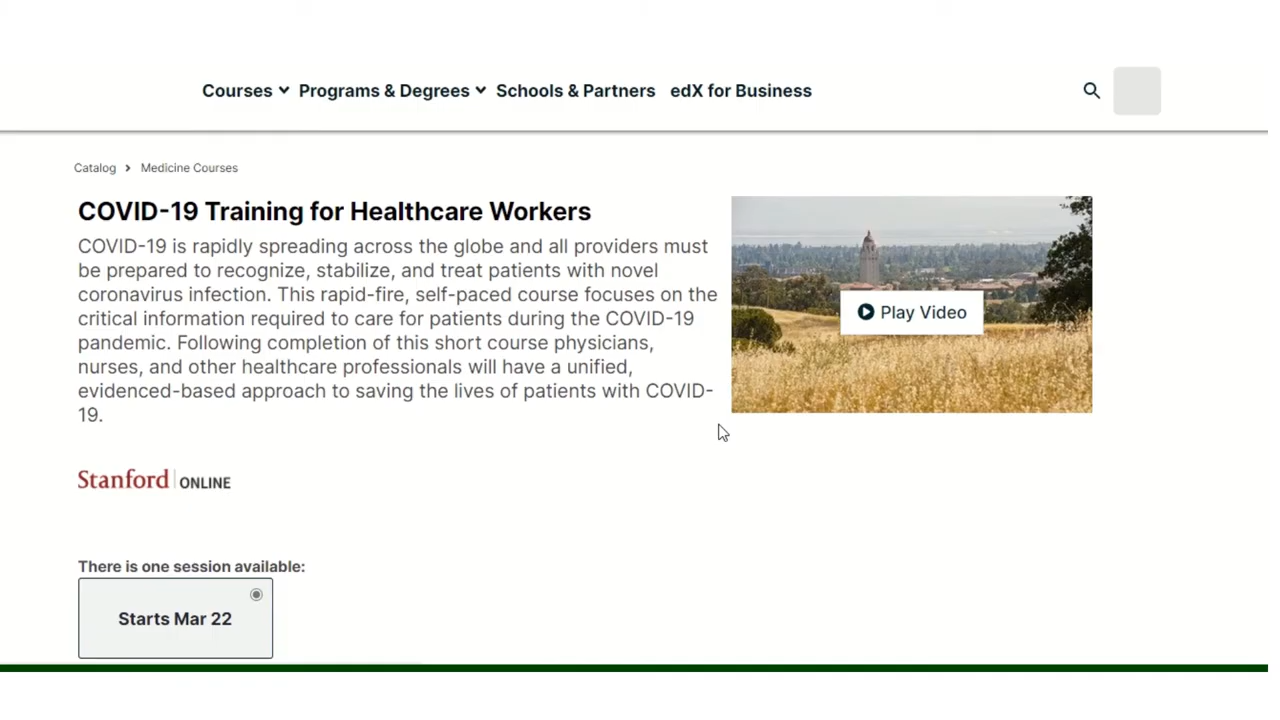 Courses Programs & Degrees Schools & Partners edX for Business
Catalog Medicine Courses
COVID-19 Training for Healthcare Workers
COVID-19 is rapidly spreading across the globe and all providers must
be prepared to recognize, stabilize, and treat patients with novel
coronavirus infection. This rapid-fire, self-paced course focuses on the
critical information required to care for patients during the COVID-19
pandemic. Following completion of this short course physicians,
nurses, and other healthcare professionals will have a unified,
evidenced-based approach to saving the lives of patients with COVID-
19.
Play Video
Stanford ONLINE
There is one session available:
Starts Mar 22